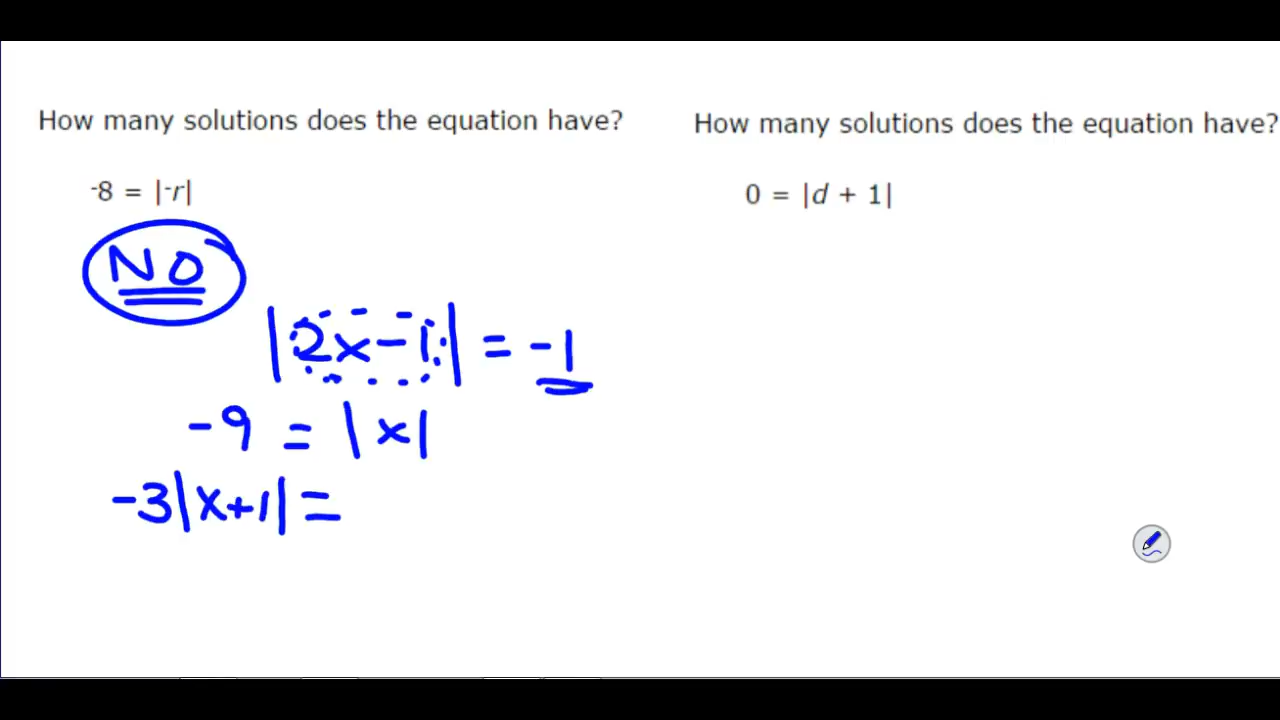 How many solutions does the equation have?
-8 = |-r|
NO
|2x-1| = -1
-9 = |x|
-3|x+1| =
How many solutions does the equation have?
0 = |d + 1|